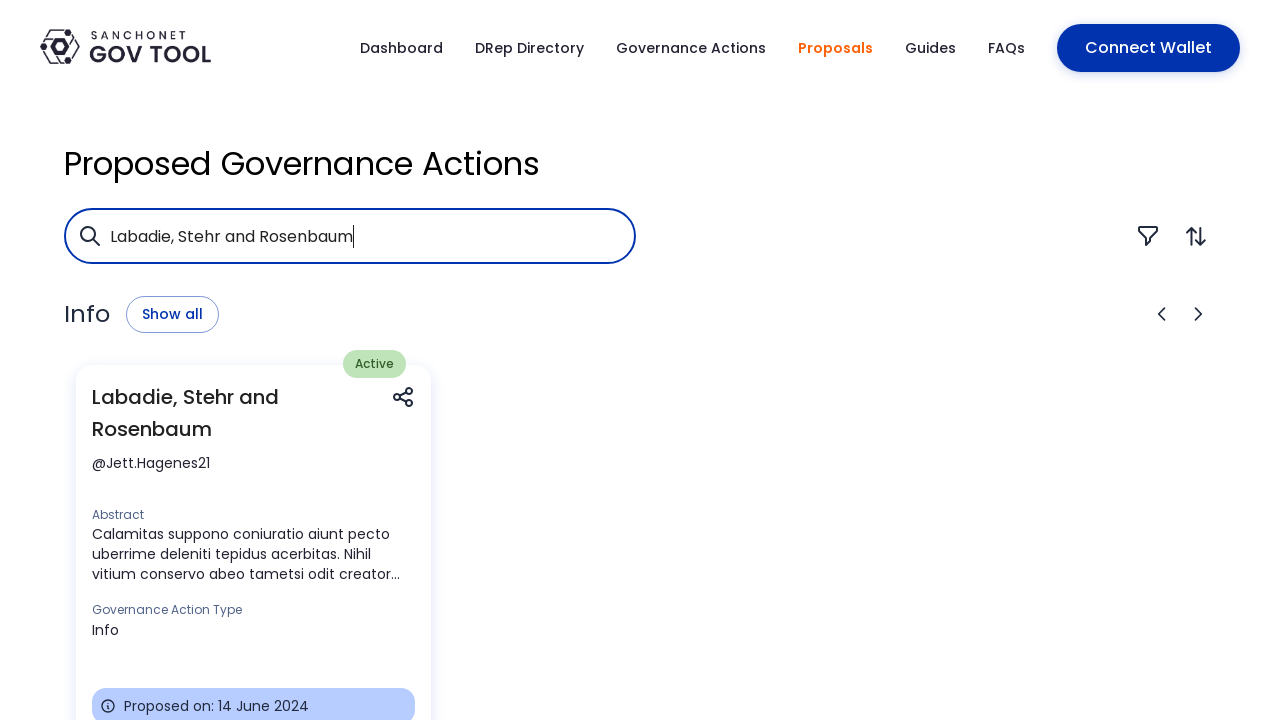 SANCHONET
GOV TOOL
Dashboard
DRep Directory
Governance Actions
Proposals
Guides
FAQs
Connect Wallet
Proposed Governance Actions
Labadie, Stehr and Rosenbaum
Info
Show all
Active
Labadie, Stehr and
Rosenbaum
@Jett.Hagenes21
Abstract
Calamitas suppono coniuratio aiunt pecto
uberrime deleniti tepidus acerbitas. Nihil
vitium conservo abeo tametsi odit creator...
Governance Action Type
Info
Proposed on: 14 June 2024